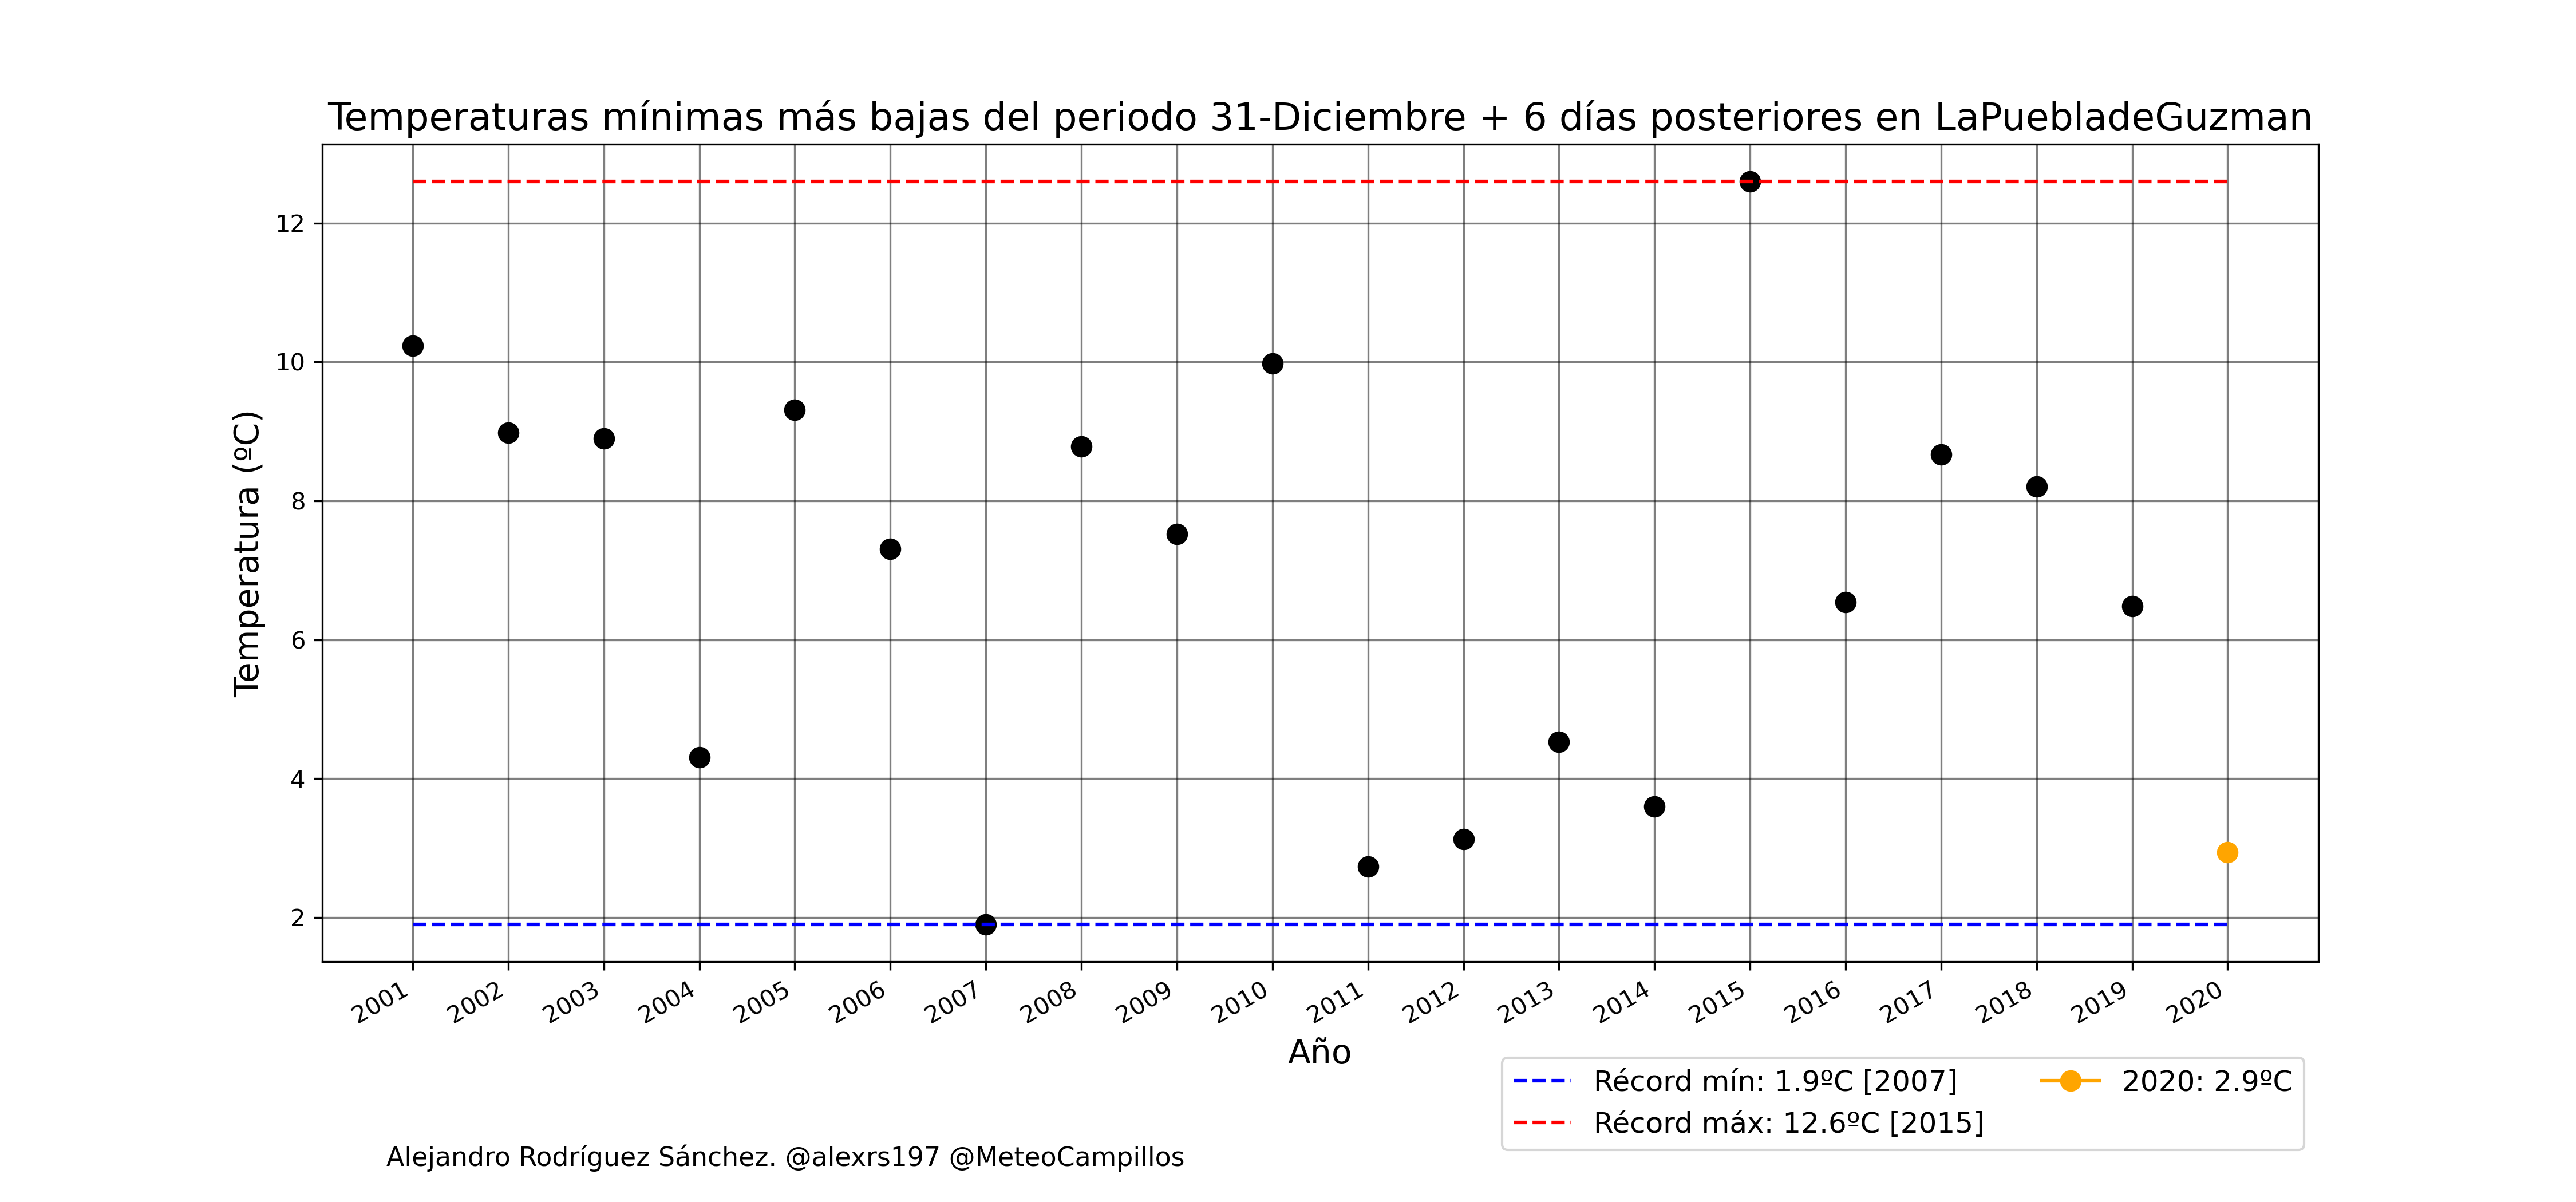 Temperaturas mínimas más bajas del periodo 31-Diciembre + 6 días posteriores en LaPuebladeGuzman
Temperatura (ºC)
12
10
8
6
4
2
2001 2002 2003 2004 2005 2006 2007 2008 2009 2010 2011 2012 2013 2014 2015 2016 2017 2018 2019 2020
Año
Récord mín: 1.9ºC [2007]
Récord máx: 12.6ºC [2015]
2020: 2.9ºC
Alejandro Rodríguez Sánchez. @alexrs197 @MeteoCampillos